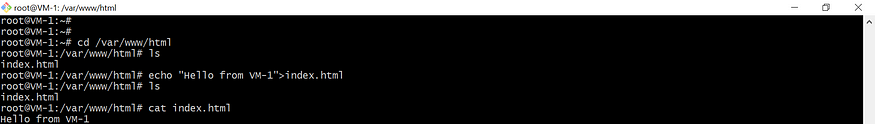 root@VM-1: /var/www/html
root@VM-1:~#
root@VM-1:~#
root@VM-1:~# cd /var/www/html
root@VM-1:/var/www/html# ls
index.html
root@VM-1:/var/www/html# echo "Hello from VM-1">index.html
root@VM-1:/var/www/html# ls
index.html
root@VM-1:/var/www/html# cat index.html
Hello from VM-1